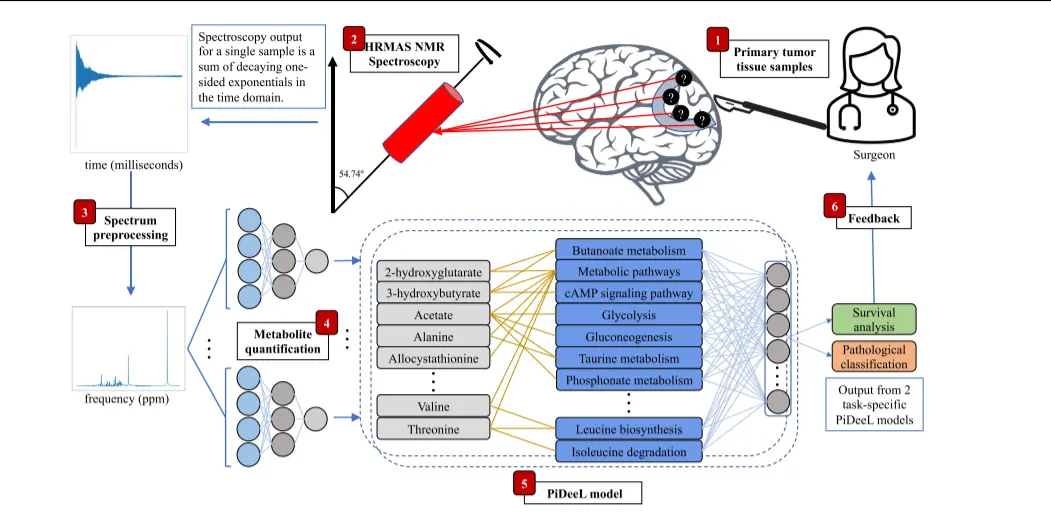 Spectroscopy output
for a single sample is a
sum of decaying one-
sided exponentials in
the time domain.
time (milliseconds)
2
HRMAS NMR
Spectroscopy
54.74°
1
Primary tumor
tissue samples
?
?
?
?
Surgeon
3
Spectrum
preprocessing
frequency (ppm)
4
Metabolite
quantification
2-hydroxyglutarate
3-hydroxybutyrate
Acetate
Alanine
Allocystathionine
Valine
Threonine
Butanoate metabolism
Metabolic pathways
cAMP signaling pathway
Glycolysis
Gluconeogenesis
Taurine metabolism
Phosphonate metabolism
Leucine biosynthesis
Isoleucine degradation
5
PiDeeL model
6
Feedback
Survival
analysis
Pathological
classification
Output from 2
task-specific
PiDeeL models